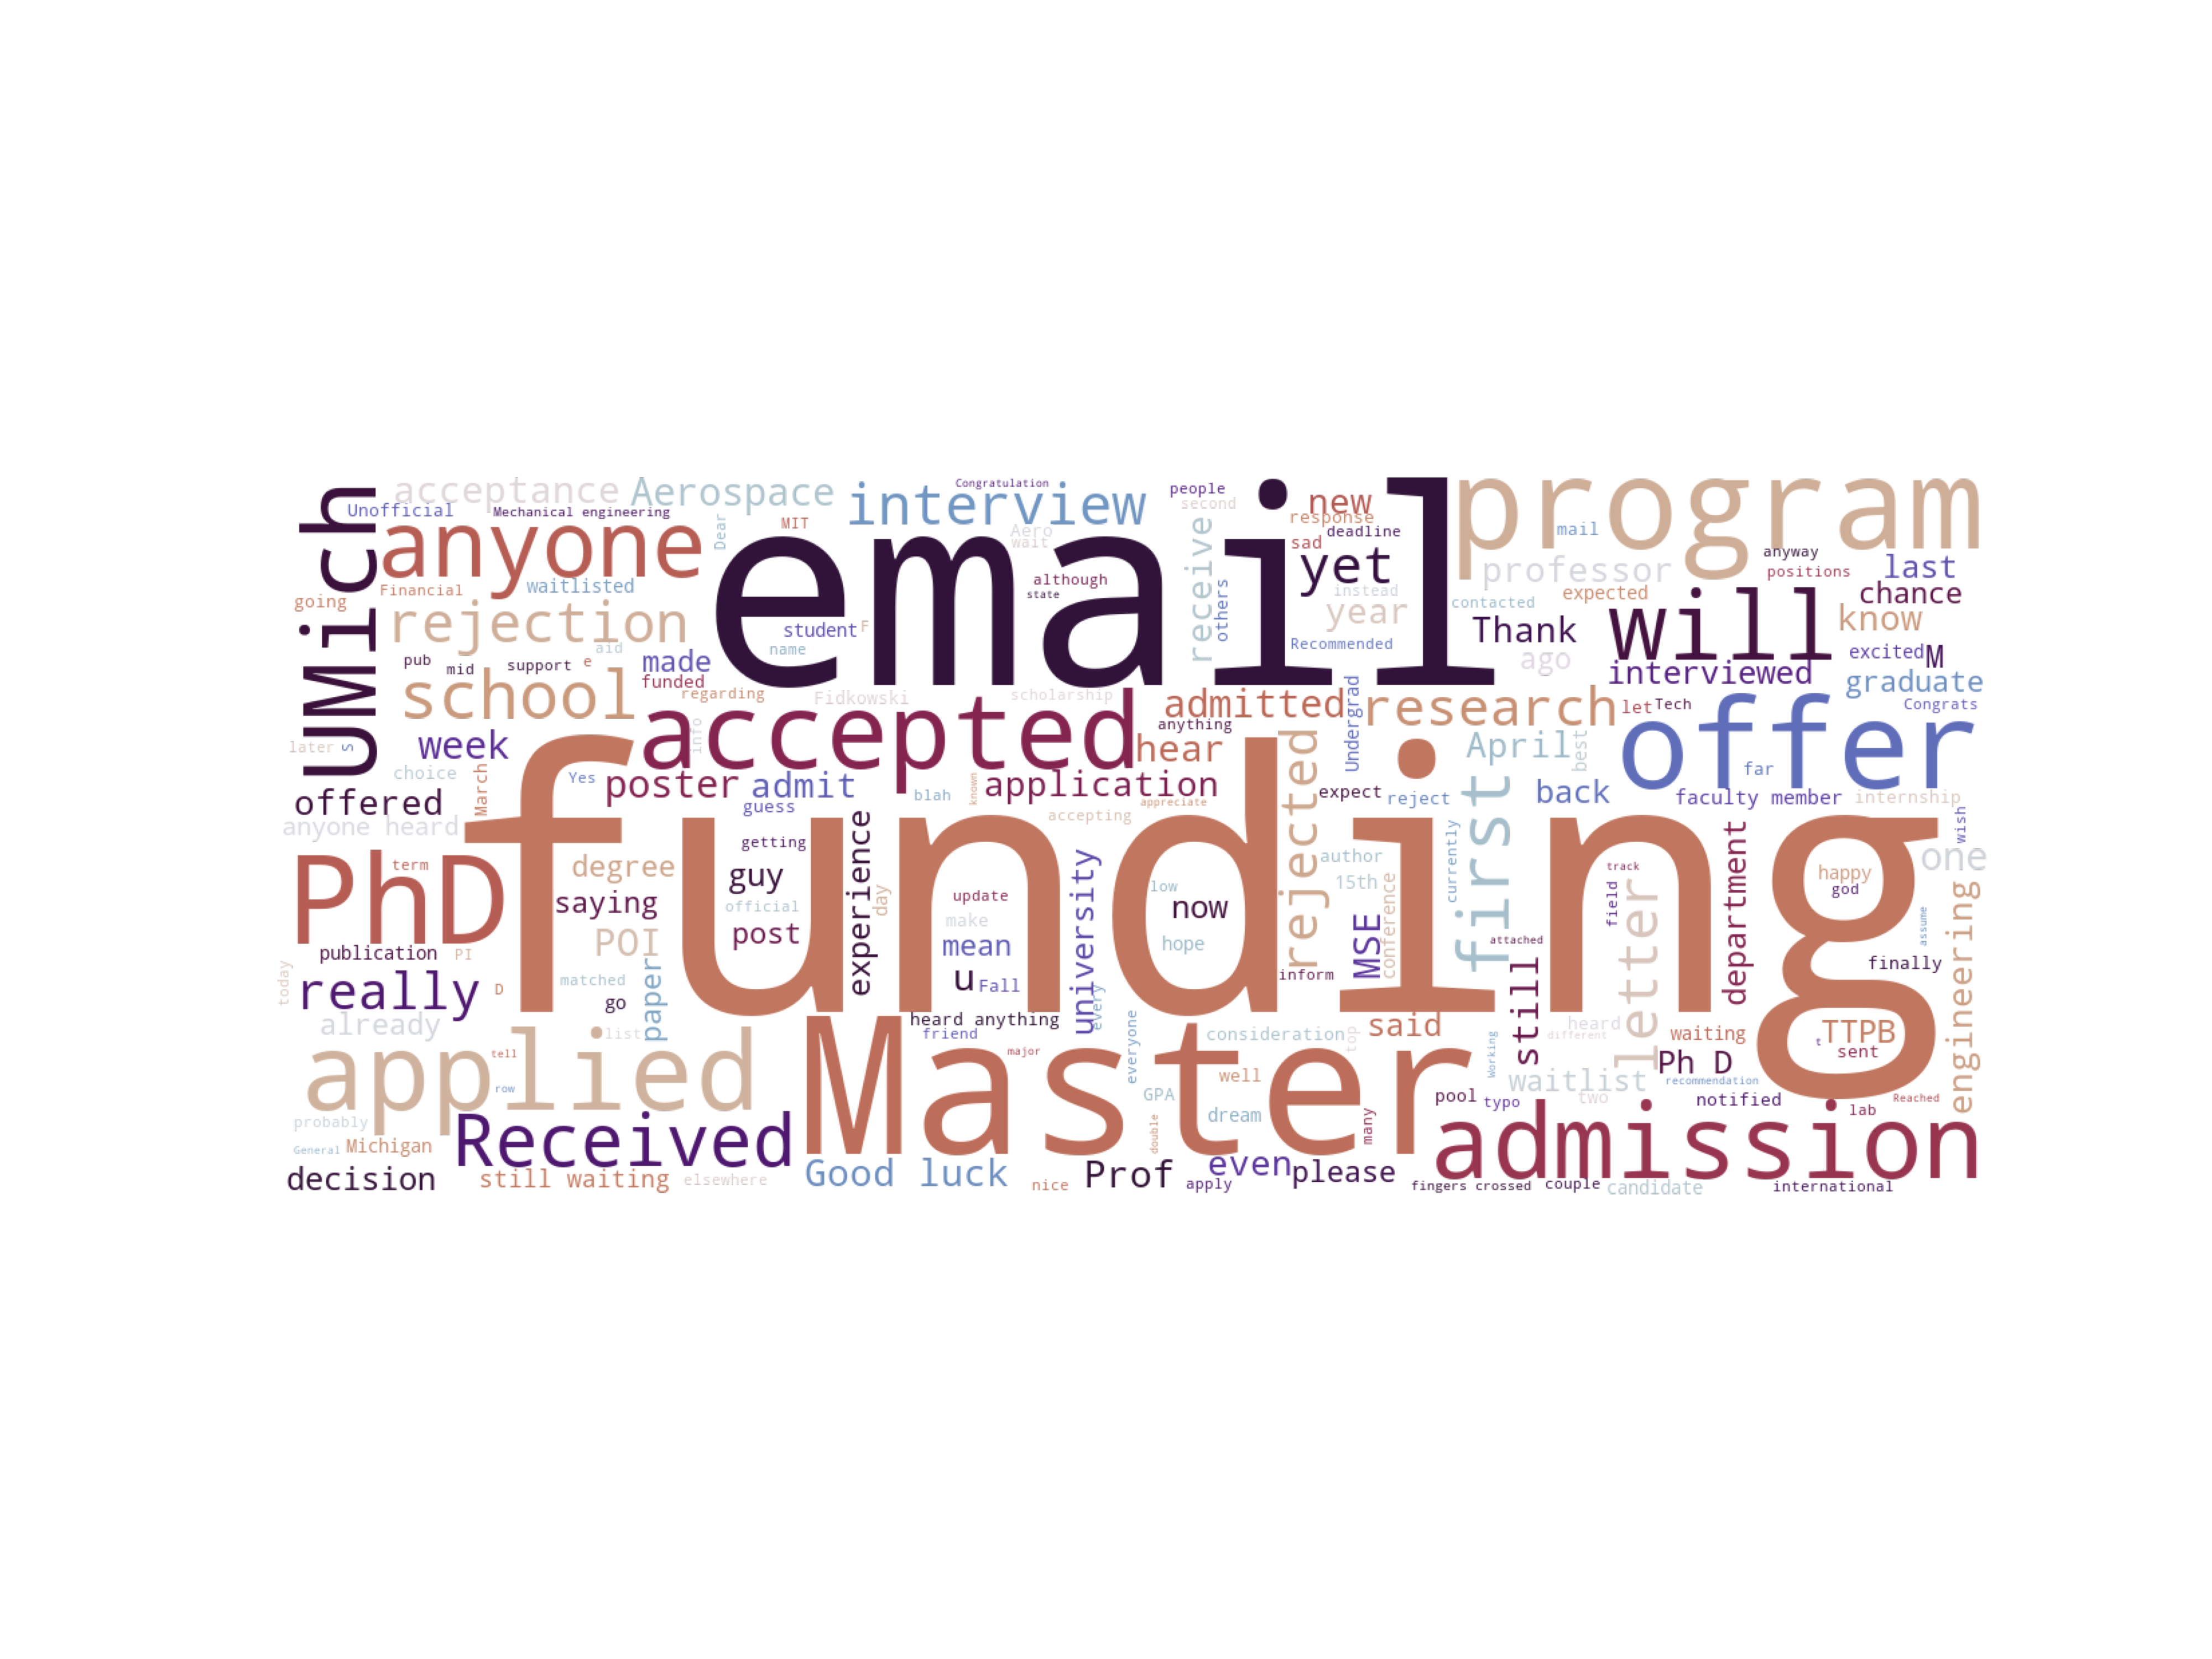 funding
email
Master
program
accepted
offer
applied
admission
PhD
UMich
will
anyone
Received
school
rejection
interview
first
research
really
letter
rejected
yet
admitted
acceptance
Aerospace
Congratulation
people
second
new
response
deadline
sad
mail
anyway
positions
last
Unofficial
Mechanical engineering
Dear
MIT
Aero
wait
receive
others
although
state
instead
year
contacted
expected
professor
chance
know
Thank
ago
interviewed
excited
M
graduate
Congrats
going
Financial
waitlisted
aid
student
F
name
Recommended
pub
mid
support
e
made
funded
regarding
Fidkowski
scholarship
anything
Undergrad
let
Tech
later
S
week
info
hear
April
best
far
choice
March
Yes
poster
admit
guess
blah
known
application
appreciate
accepting
expect
reject
back
faculty member
internship
wish
offered
anyone heard
term
degree
saying
POI
getting
guy
official
post
experience
day
update
make
mean
u
Fall
university
every
low
now
hope
author
15th
conference
MSE
inform
currently
attached
track
field
department
happy
god
one
assume
engineering
finally
publication
PI
today
D
matched
go
paper
already
list
tell
row
heard anything
friend
major
everyone
consideration
top
said
Working
still
heard
different
waiting
TTPB
t
sent
Ph D
recommendation
waitlist
two
notified
lab
Reached
pool
typo
well
GPA
dream
double
many
probably
General
Michigan
decision
still waiting
elsewhere
Good luck
nice
Prof
apply
even
please
fingers crossed
couple
candidate
international